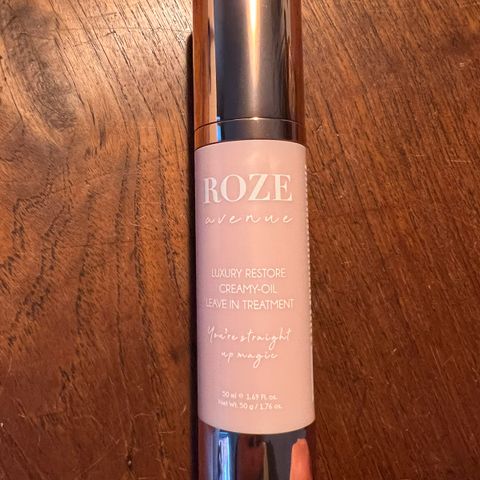 ROZE
avenue
LUXURY RESTORE
CREAMY-OIL
LEAVE IN TREATMENT
You're straight
up magic
50 ml ℮ 1.69 Fl. oz.
Net Wt. 50 g / 1.76 oz.